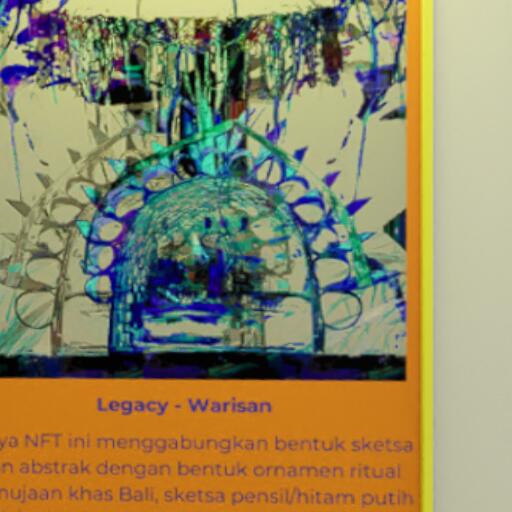 Legacy - Warisan
ya NFT ini menggabungkan bentuk sketsa
n abstrak dengan bentuk ornamen ritual
nujaan khas Bali, sketsa pensil/hitam putih